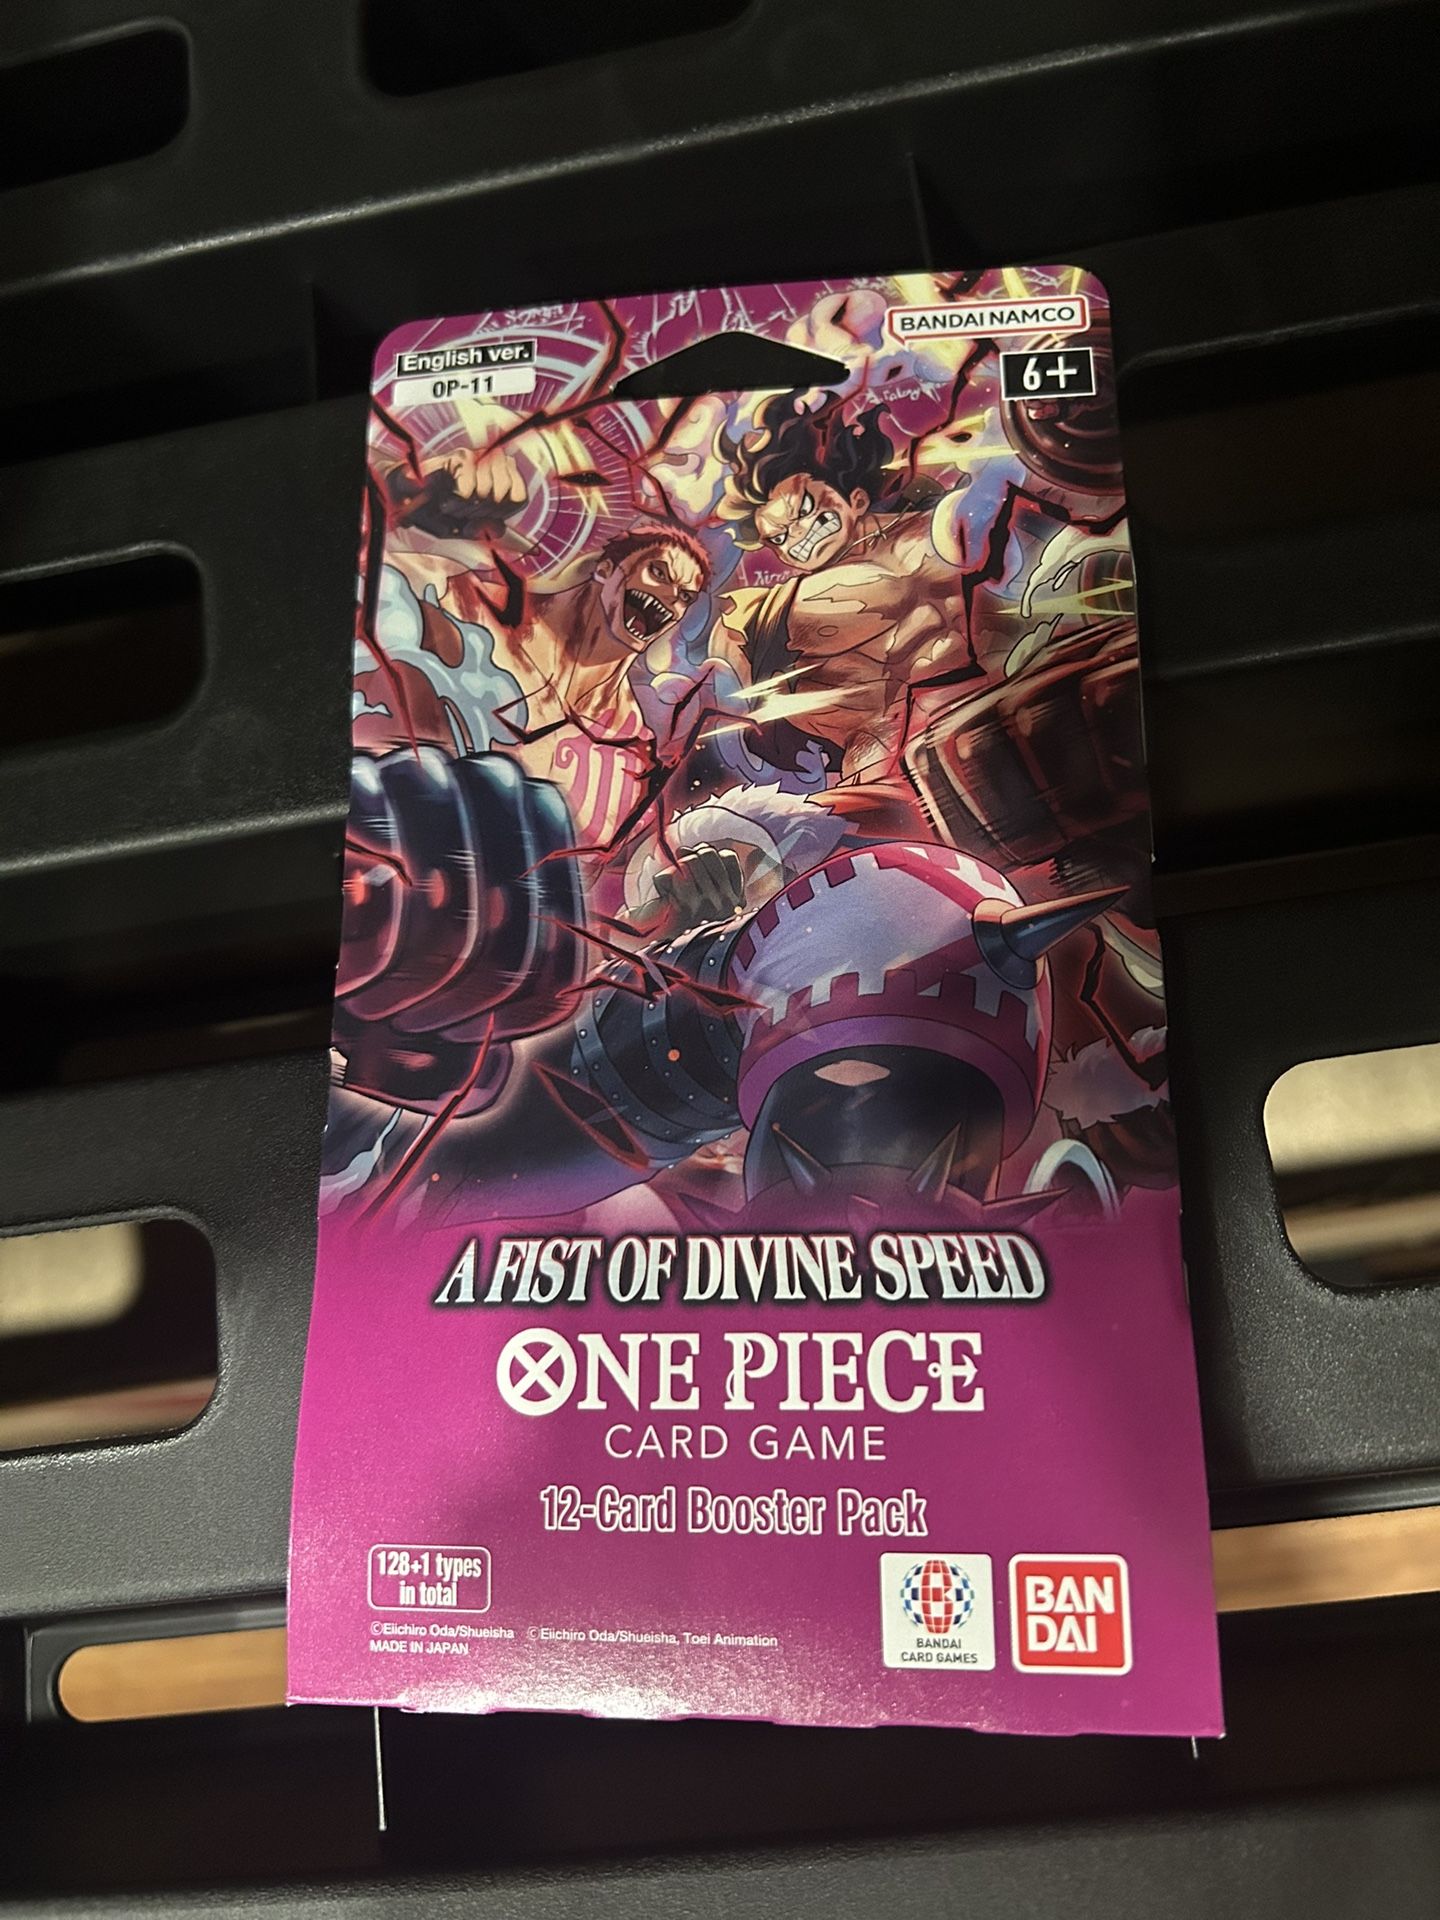 BANDAI NAMCO
English ver.
OP-11
6+
A FIST OF DIVINE SPEED
ONE PIECE
CARD GAME
12-Card Booster Pack
128+1 types
in total
BANDAI
CARD GAMES
BAN
DAI
©Eiichiro Oda/Shueisha ©Eiichiro Oda/Shueisha, Toei Animation
MADE IN JAPAN